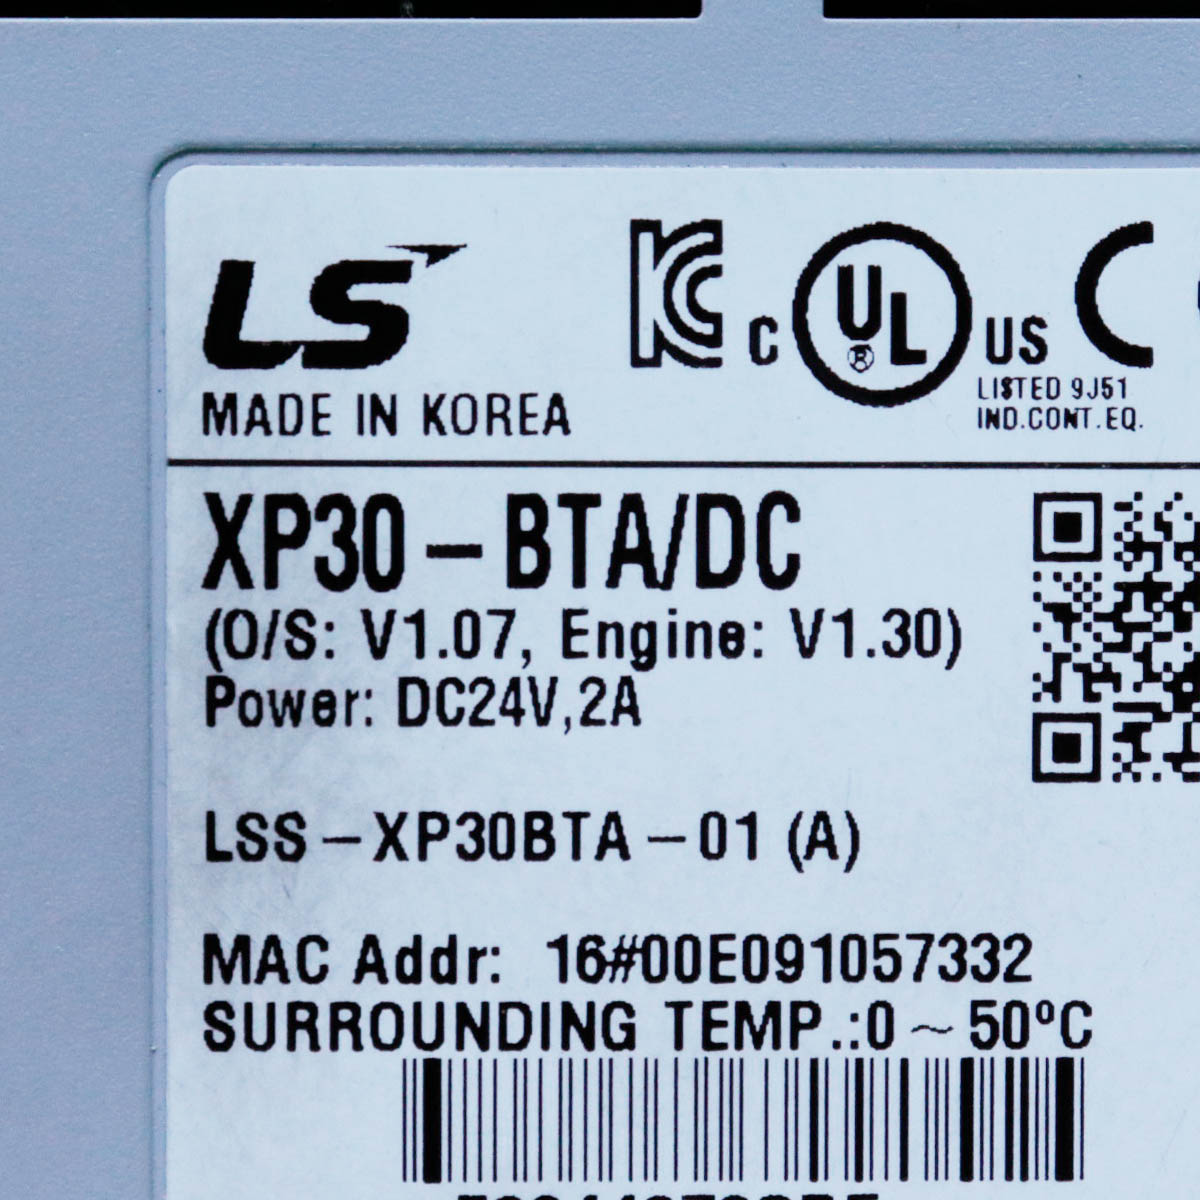 LS
MADE IN KOREA
C UL US
LISTED 9J51
IND.CONT.EQ.
XP30-BTA/DC
(O/S: V1.07, Engine: V1.30)
Power: DC24V,2A
LSS-XP30BTA-01 (A)
MAC Addr: 16#00E091057332
SURROUNDING TEMP.:0~50ºC